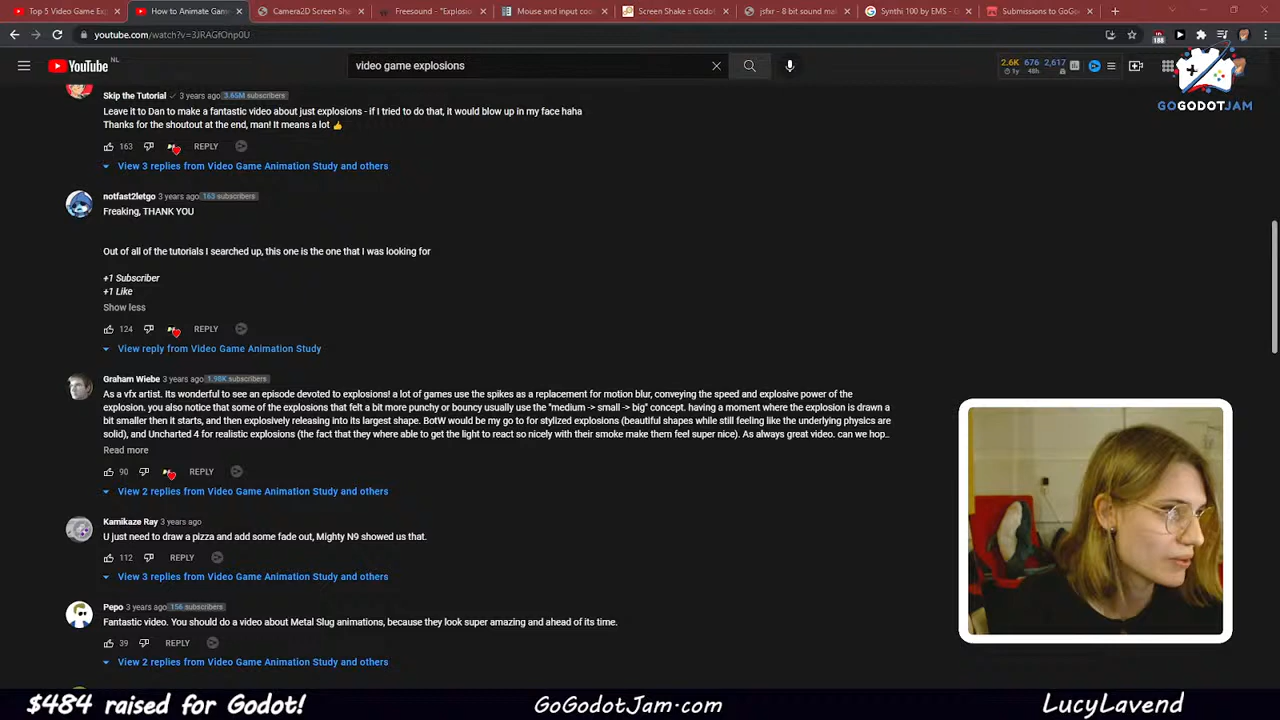 Top 5 Video Game Ex
How to Animate Gam
Camera2D Screen Sha
Freesound - "Explosio
Mouse and input coo
Screen Shake :: Godo
jsfxr - 8 bit sound ma
Synthi 100 by EMS - G
Submissions to GoGo
youtube.com/watch?v=3JRAGfOnp0U
188
YouTube
NL
video game explosions
2.6K 676 2,617
1y 48h
GOGODOTJAM
Skip the Tutorial 3 years ago 3.65M subscribers
Leave it to Dan to make a fantastic video about just explosions - if I tried to do that, it would blow up in my face haha
Thanks for the shoutout at the end, man! It means a lot 👍
163 REPLY
View 3 replies from Video Game Animation Study and others
notfast2letgo 3 years ago 163 subscribers
Freaking, THANK YOU
Out of all of the tutorials I searched up, this one is the one that I was looking for
+1 Subscriber
+1 Like
Show less
124 REPLY
View reply from Video Game Animation Study
Graham Wiebe 3 years ago 1.98K subscribers
As a vfx artist. Its wonderful to see an episode devoted to explosions! a lot of games use the spikes as a replacement for motion blur, conveying the speed and explosive power of the
explosion. you also notice that some of the explosions that felt a bit more punchy or bouncy usually use the "medium -> small -> big" concept. having a moment where the explosion is drawn a
bit smaller then it starts, and then explosively releasing into its largest shape. BotW would be my go to for stylized explosions (beautiful shapes while still feeling like the underlying physics are
solid), and Uncharted 4 for realistic explosions (the fact that they where able to get the light to react so nicely with their smoke make them feel super nice). As always great video. can we hop…
Read more
90 REPLY
View 2 replies from Video Game Animation Study and others
Kamikaze Ray 3 years ago
U just need to draw a pizza and add some fade out, Mighty N9 showed us that.
112 REPLY
View 3 replies from Video Game Animation Study and others
Pepo 3 years ago 156 subscribers
Fantastic video. You should do a video about Metal Slug animations, because they look super amazing and ahead of its time.
39 REPLY
View 2 replies from Video Game Animation Study and others
$484 raised for Godot!
GoGodotJam.com
LucyLavend